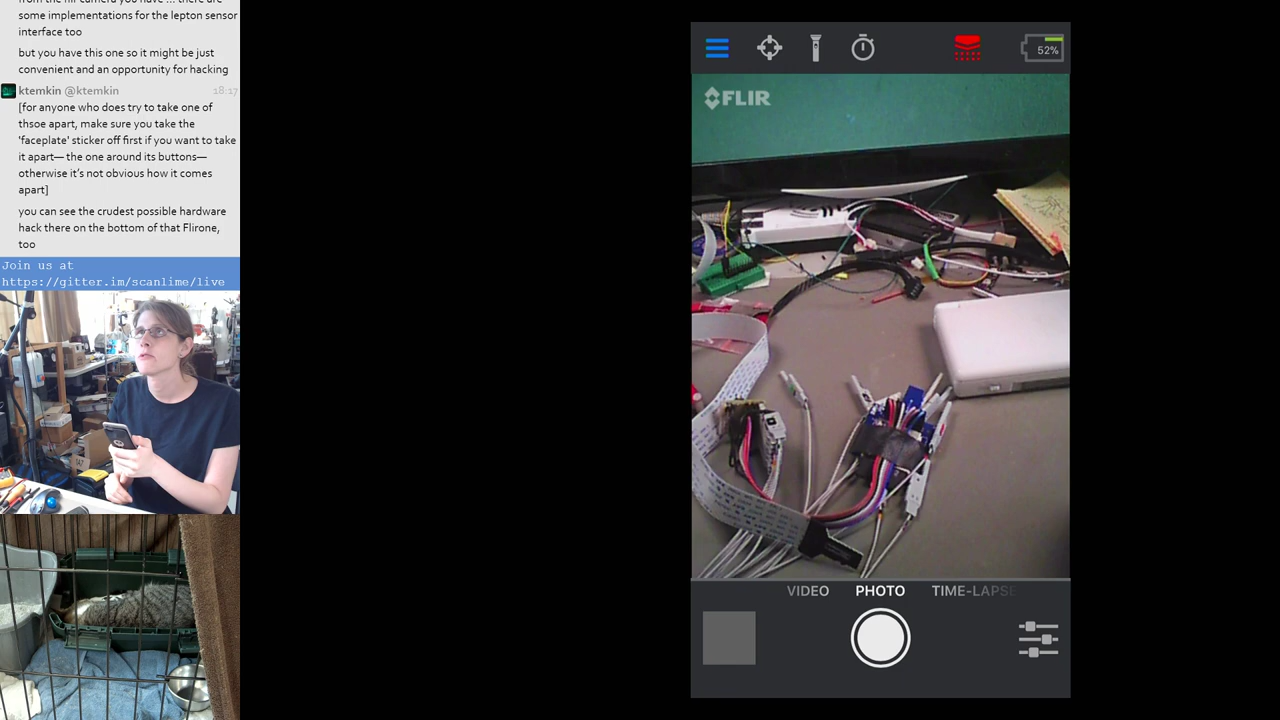 from the flir camera you have ... there are
some implementations for the lepton sensor
interface too
but you have this one so it might be just
convenient and an opportunity for hacking
ktemkin @ktemkin 18:17
[for anyone who does try to take one of
thsoe apart, make sure you take the
'faceplate' sticker off first if you want to take
it apart— the one around its buttons—
otherwise it's not obvious how it comes
apart]
you can see the crudest possible hardware
hack there on the bottom of that Flirone,
too
Join us at
https://gitter.im/scanlime/live
52%
FLIR
VIDEO PHOTO TIME-LAPSE